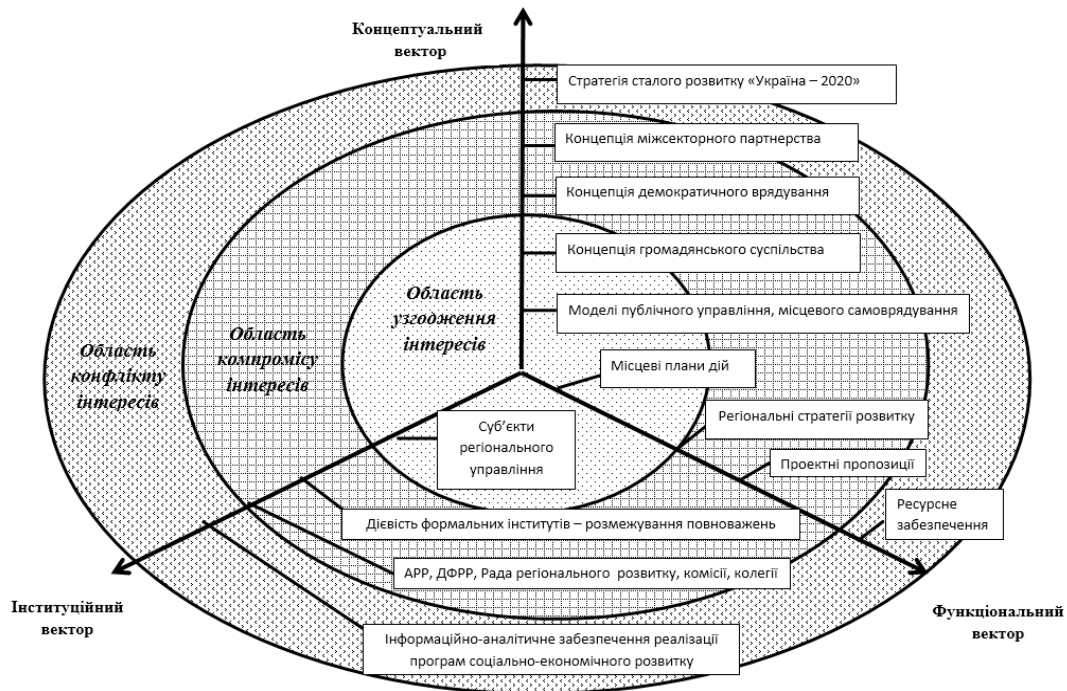 Концептуальний
вектор
Стратегія сталого розвитку «Україна – 2020»
Концепція міжсекторного партнерства
Концепція демократичного врядування
Концепція громадянського суспільства
Область
узгодження
інтересів
Моделі публічного управління, місцевого самоврядування
Область
компромісу
інтересів
Область
конфлікту
інтересів
Місцеві плани дій
Регіональні стратегії розвитку
Суб’єкти
регіонального
управління
Проектні пропозиції
Ресурсне
забезпечення
Дієвість формальних інститутів – розмежування повноважень
АРР, ДФРР, Рада регіонального розвитку, комісії, колегії
Інституційний
вектор
Функціональний
вектор
Інформаційно-аналітичне забезпечення реалізації
програм соціально-економічного розвитку